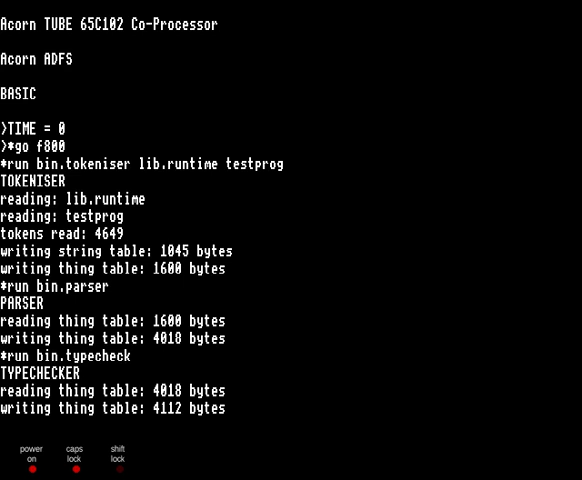 Acorn TUBE 65C102 Co-Processor
Acorn ADFS
BASIC
>TIME = 0
>*go f800
*run bin.tokeniser lib.runtime testprog
TOKENISER
reading: lib.runtime
reading: testprog
tokens read: 4649
writing string table: 1045 bytes
writing thing table: 1600 bytes
*run bin.parser
PARSER
reading thing table: 1600 bytes
writing thing table: 4018 bytes
*run bin.typecheck
TYPECHECKER
reading thing table: 4018 bytes
writing thing table: 4112 bytes
power on
caps lock
shift lock